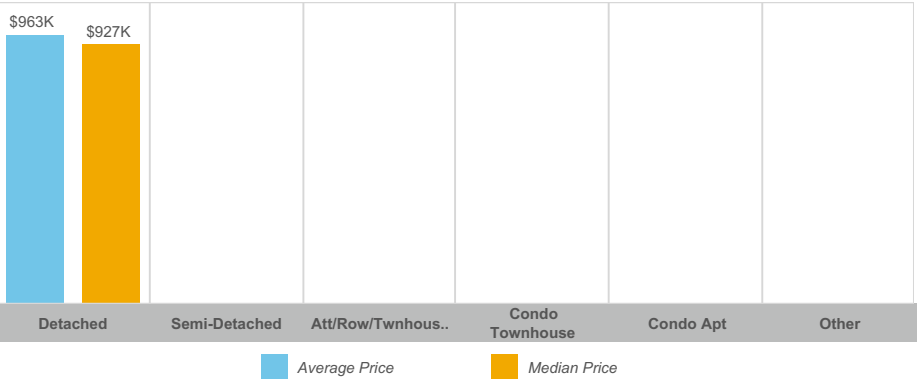 $963K
$927K
Detached
Semi-Detached
Att/Row/Twnhous..
Condo
Townhouse
Condo Apt
Other
Average Price
Median Price